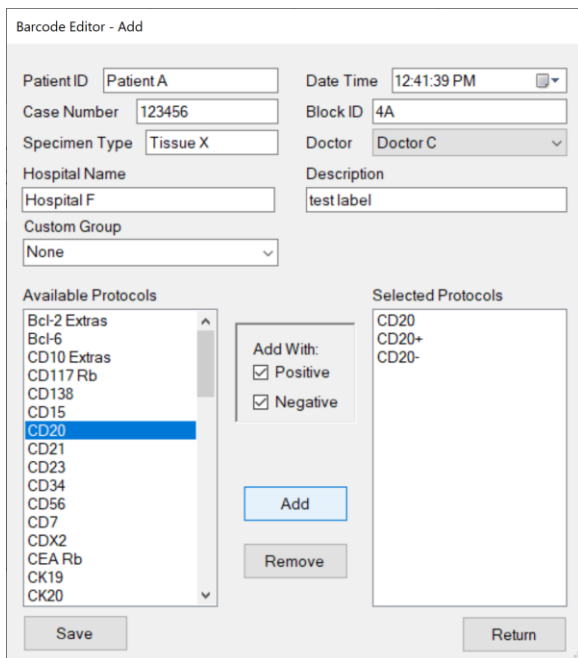 Barcode Editor - Add
Patient ID Patient A
Date Time 12:41:39 PM
Case Number 123456
Block ID 4A
Specimen Type Tissue X
Doctor Doctor C
Hospital Name
Hospital F
Description
test label
Custom Group
None
Available Protocols
Bcl-2 Extras
Bcl-6
CD10 Extras
CD117 Rb
CD138
CD15
CD20
CD21
CD23
CD34
CD56
CD7
CDX2
CEA Rb
CK19
CK20
Add With:
Positive
Negative
Add
Remove
Selected Protocols
CD20
CD20+
CD20-
Save
Return